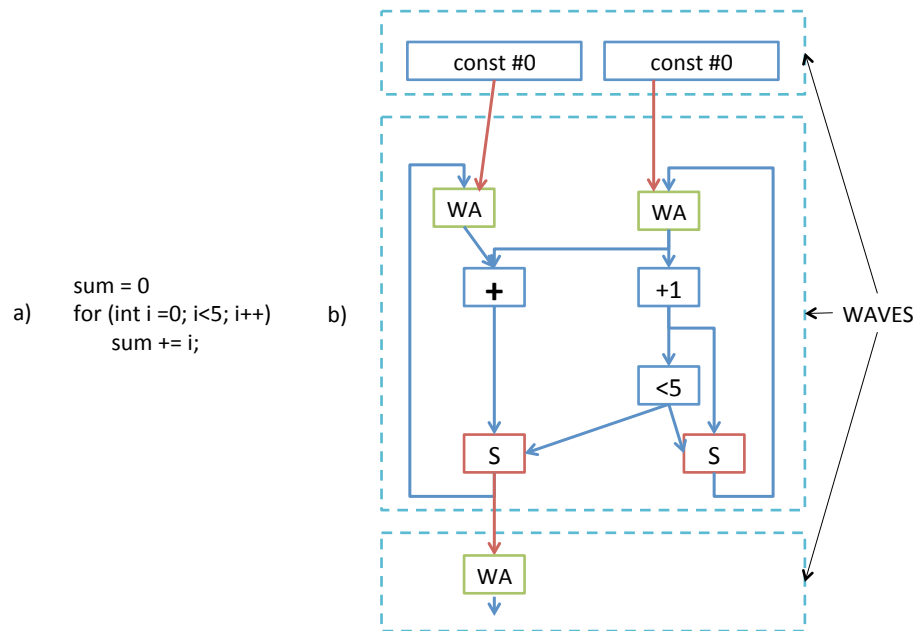 const #0
const #0
WA
WA
+
+1
a)
sum = 0
for (int i =0; i<5; i++)
sum += i;
b)
WAVES
<5
S
S
WA